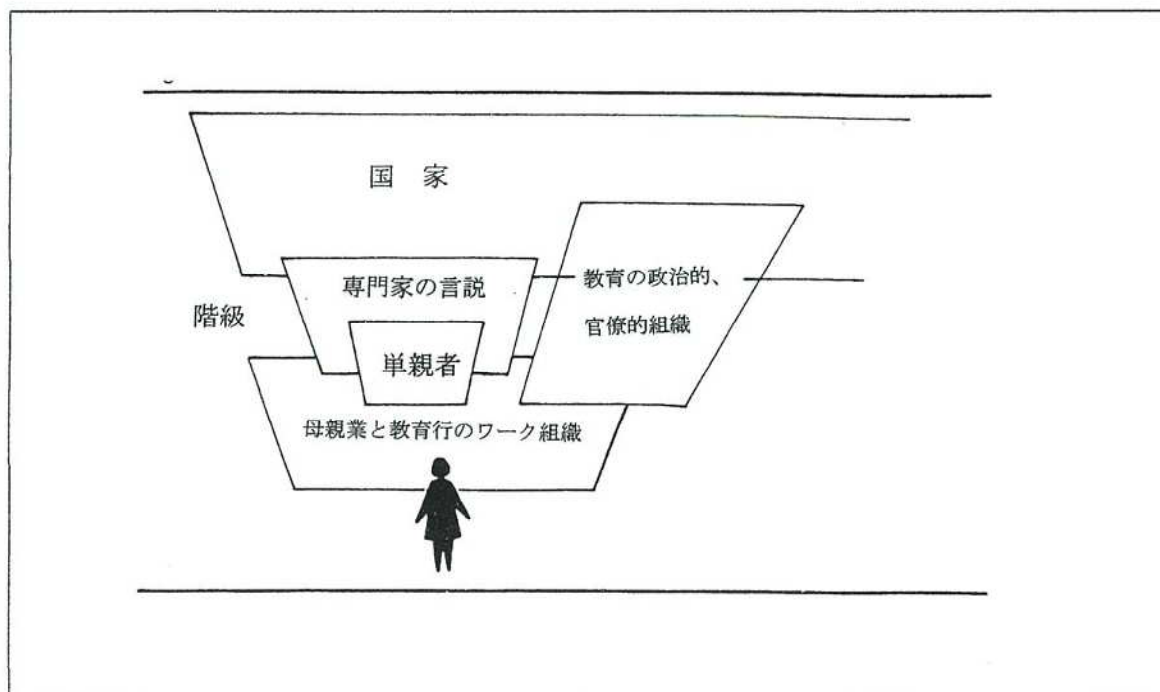 国 家
専門家の言説
教育の政治的、
官僚的組織
階級
単親者
母親業と教育行のワーク組織